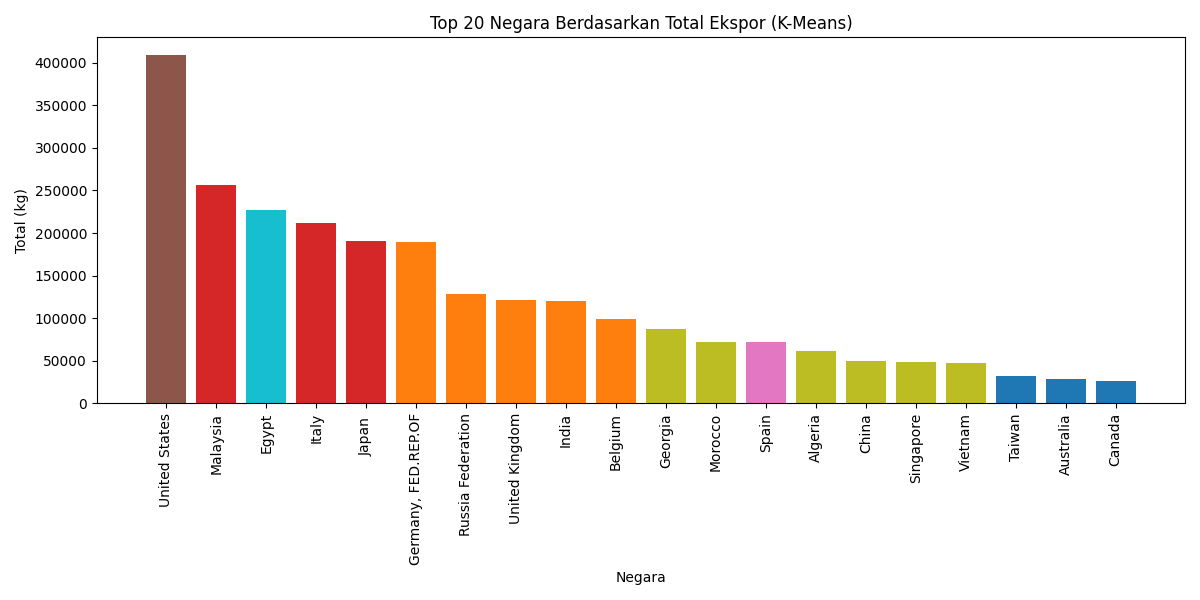 Top 20 Negara Berdasarkan Total Ekspor (K-Means)
Total (kg)
400000
350000
300000
250000
200000
150000
100000
50000
0
United States
Malaysia
Egypt
Italy
Japan
Germany, FED.REP.OF
Russia Federation
United Kingdom
India
Belgium
Georgia
Morocco
Spain
Algeria
China
Singapore
Vietnam
Taiwan
Australia
Canada
Negara